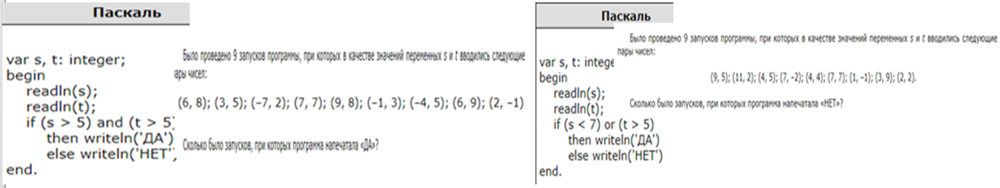 Паскаль
var s, t: integer;
begin
readln(s);
readln(t);
if (s > 5) and (t > 5)
then writeln('ДА')
else writeln('НЕТ',
end.
Было проведено 9 запусков программы, при которых в качестве значений переменных s и t вводились следующие
ары чисел:
(6, 8); (3, 5); (–7, 2); (7, 7); (9, 8); (–1, 3); (–4, 5); (6, 9); (2, –1)
Сколько было запусков, при которых программа напечатала «ДА»?
Паскаль
var s, t: intege
begin
readln(s);
readln(t);
if (s < 7) or (t > 5)
then writeln('ДА')
else writeln('НЕТ')
end.
Было проведено 9 запусков программы, при которых в качестве значений переменных s и t вводились следующие
пары чисел:
(9, 5); (11, 2); (4, 5); (7, –2); (4, 4); (7, 7); (1, –1); (3, 9); (2, 2).
Сколько было запусков, при которых программа напечатала «НЕТ»?